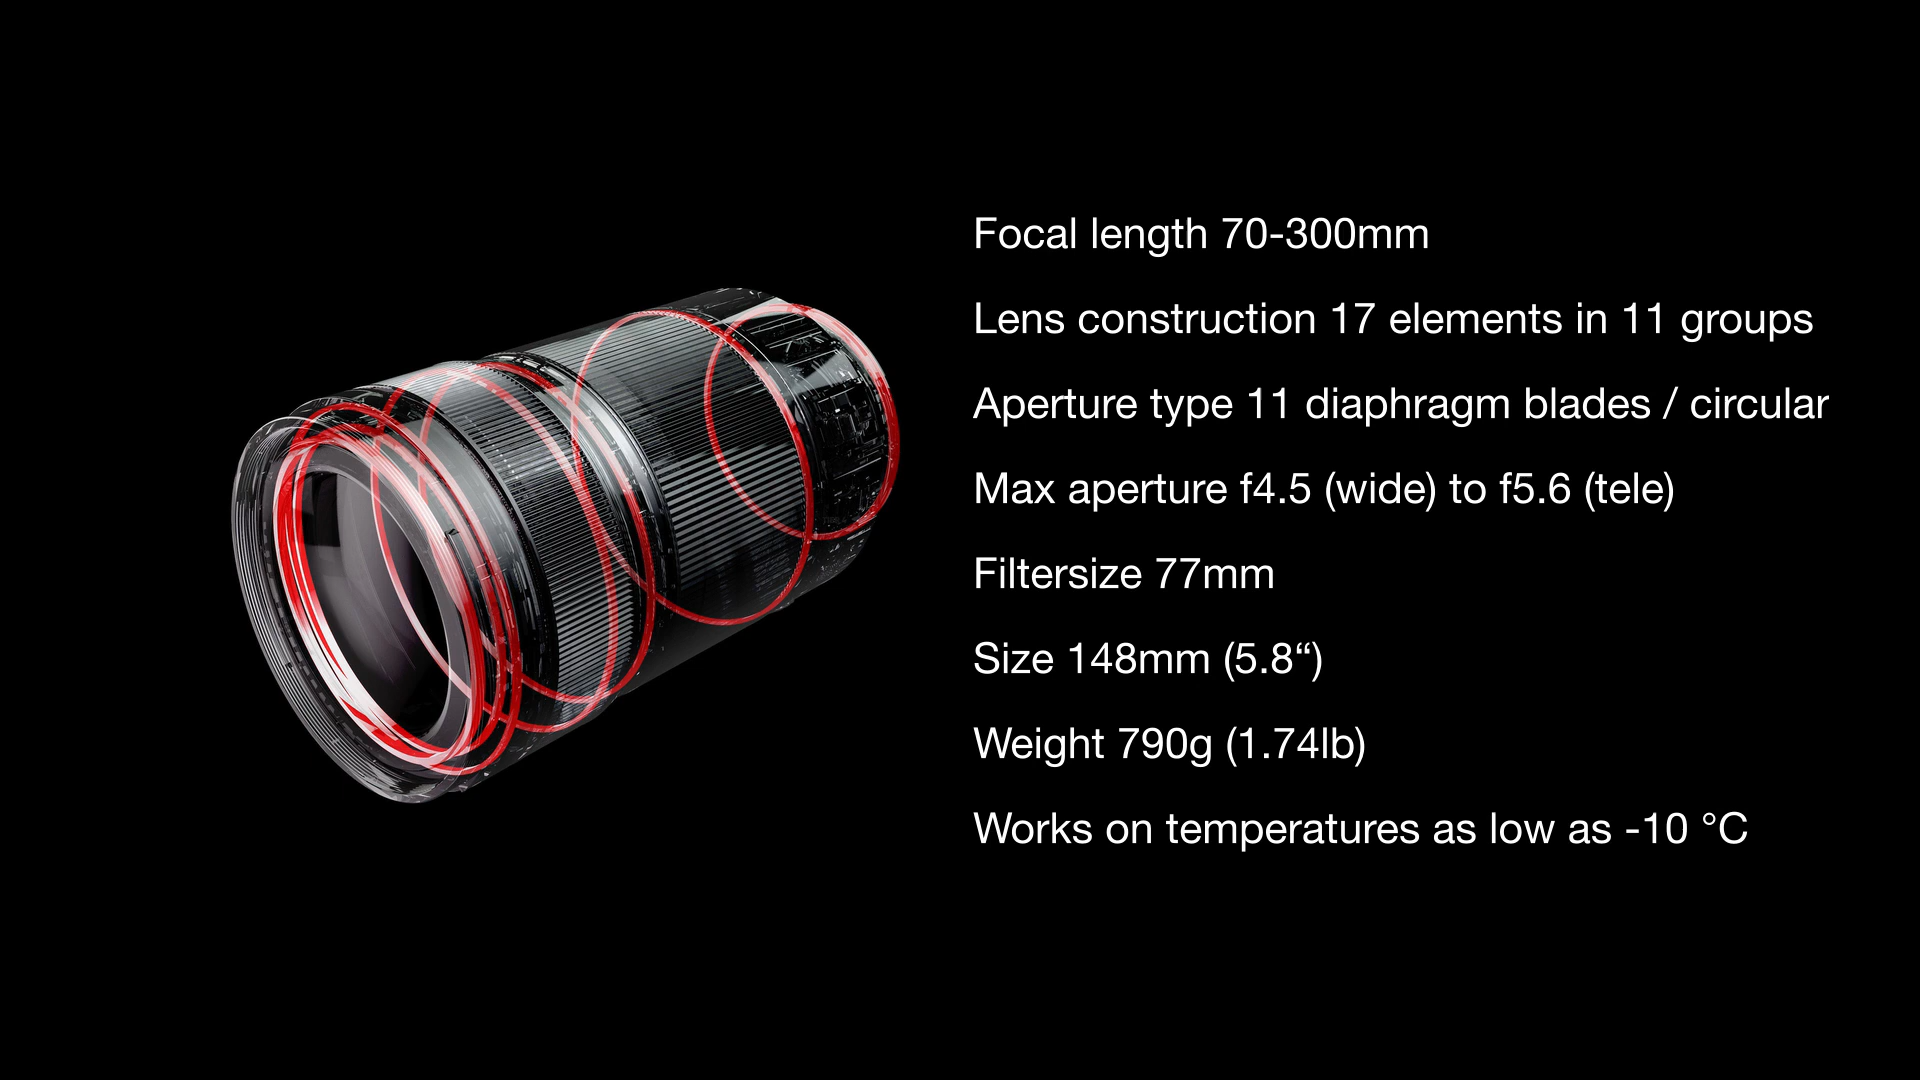 Focal length 70-300mm
Lens construction 17 elements in 11 groups
Aperture type 11 diaphragm blades / circular
Max aperture f4.5 (wide) to f5.6 (tele)
Filtersize 77mm
Size 148mm (5.8“)
Weight 790g (1.74lb)
Works on temperatures as low as -10 °C